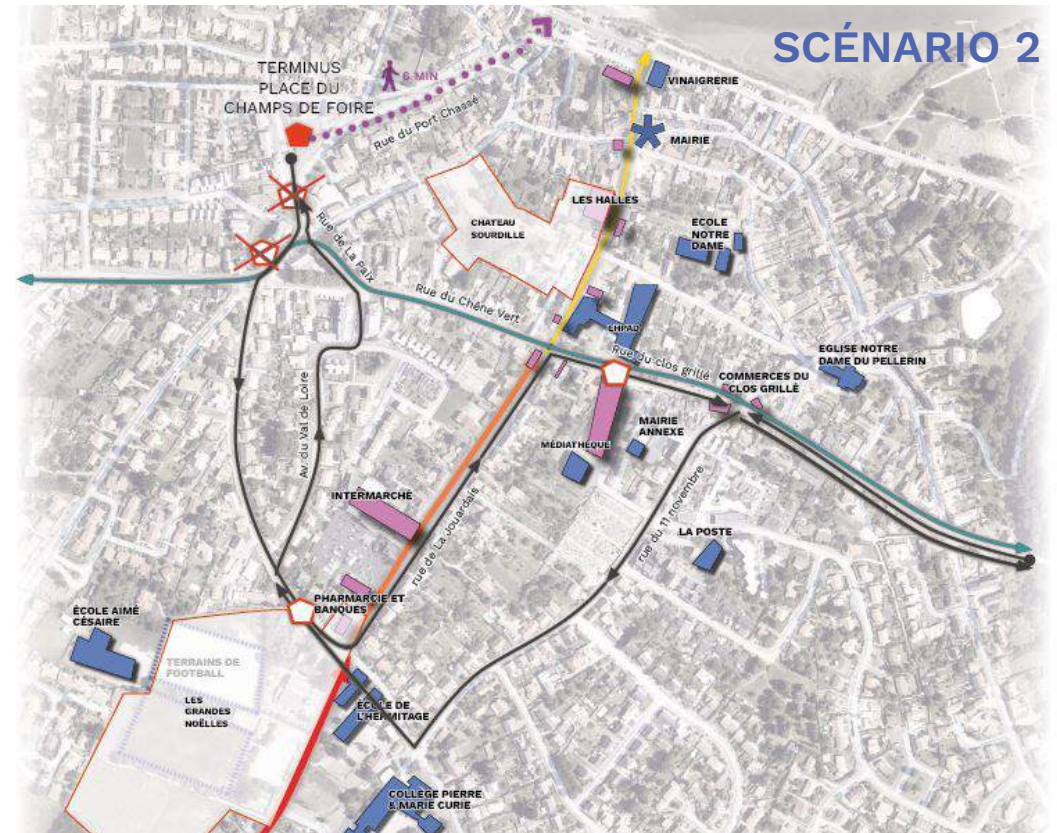 SCÉNARIO 2
TERMINUS
PLACE DU
CHAMPS DE FOIRE
6 MIN
Rue du Port Chassé
VINAIGRERIE
MAIRIE
LES HALLES
CHATEAU
SOURDILLE
ECOLE
NOTRE
DAME
Rue de La Paix
Rue du Chêne Vert
EHPAD
Rue du clos grillé
EGLISE NOTRE
DAME DU PELLERIN
COMMERCES DU
CLOS GRILLÉ
MAIRIE
ANNEXE
MÉDIATHÈQUE
Av. du Val de Loire
INTERMARCHÉ
rue de La Jouardais
rue du 11 novembre
LA POSTE
PHARMARCIE ET
BANQUES
ÉCOLE AIMÉ
CÉSAIRE
TERRAINS DE
FOOTBALL
LES
GRANDES
NOËLLES
ÉCOLE DE
L'HERMITAGE
COLLÈGE PIERRE
& MARIE CURIE